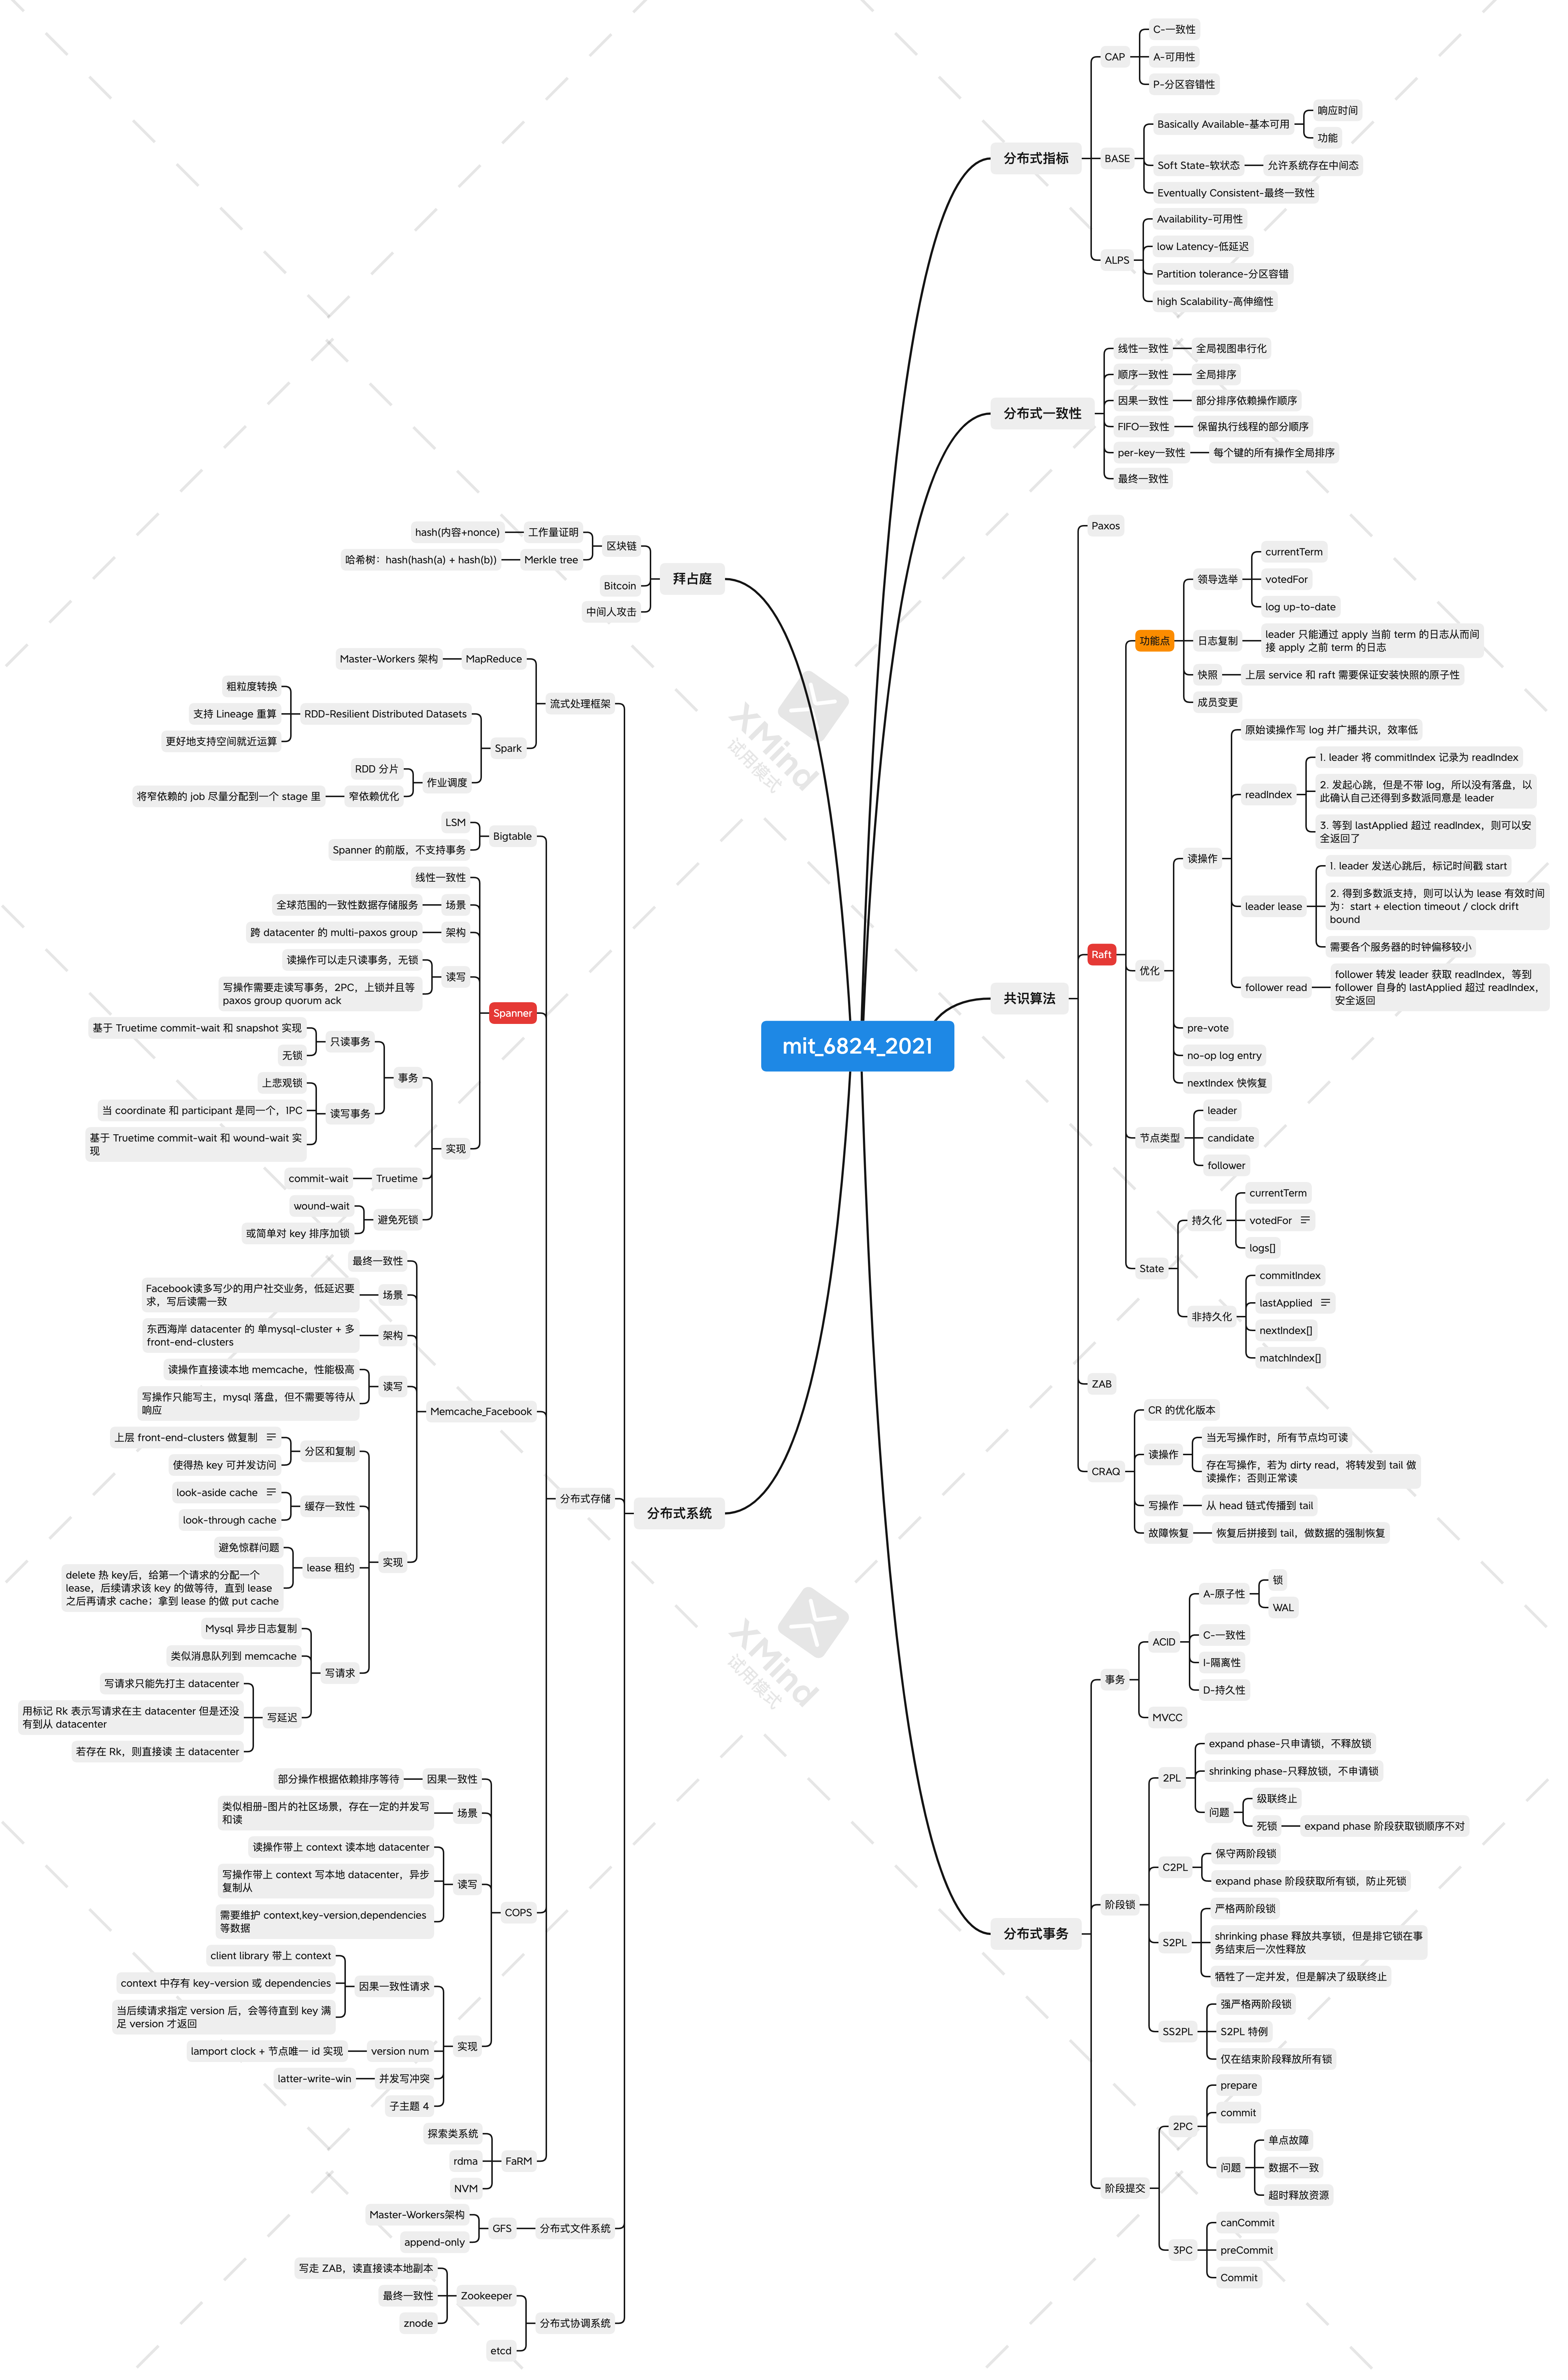 mit_6824_2021
分布式指标
CAP
C-一致性
A-可用性
P-分区容错性
BASE
Basically Available-基本可用
响应时间
功能
Soft State-软状态
允许系统存在中间态
Eventually Consistent-最终一致性
ALPS
Availability-可用性
low Latency-低延迟
Partition tolerance-分区容错
high Scalability-高伸缩性
分布式一致性
线性一致性
全局视图串行化
顺序一致性
全局排序
因果一致性
部分排序依赖操作顺序
FIFO一致性
保留执行线程的部分顺序
per-key一致性
每个键的所有操作全局排序
最终一致性
共识算法
Paxos
Raft
功能点
领导选举
currentTerm
votedFor
log up-to-date
日志复制
leader 只能通过 apply 当前 term 的日志从而间
接 apply 之前 term 的日志
快照
上层 service 和 raft 需要保证安装快照的原子性
成员变更
优化
读操作
原始读操作写 log 并广播共识，效率低
readIndex
1. leader 将 commitIndex 记录为 readIndex
2. 发起心跳，但是不带 log，所以没有落盘，以
此确认自己还得到多数派同意是 leader
3. 等到 lastApplied 超过 readIndex，则可以安
全返回了
leader lease
1. leader 发送心跳后，标记时间戳 start
2. 得到多数派支持，则可以认为 lease 有效时间
为：start + election timeout / clock drift
bound
需要各个服务器的时钟偏移较小
follower read
follower 转发 leader 获取 readIndex，等到
follower 自身的 lastApplied 超过 readIndex，
安全返回
pre-vote
no-op log entry
nextIndex 快恢复
节点类型
leader
candidate
follower
State
持久化
currentTerm
votedFor
logs[]
非持久化
commitIndex
lastApplied
nextIndex[]
matchIndex[]
ZAB
CRAQ
CR 的优化版本
读操作
当无写操作时，所有节点均可读
存在写操作，若为 dirty read，将转发到 tail 做
读操作；否则正常读
写操作
从 head 链式传播到 tail
故障恢复
恢复后拼接到 tail，做数据的强制恢复
分布式事务
事务
ACID
A-原子性
锁
WAL
C-一致性
I-隔离性
D-持久性
MVCC
阶段锁
2PL
expand phase-只申请锁，不释放锁
shrinking phase-只释放锁，不申请锁
问题
级联终止
死锁
expand phase 阶段获取锁顺序不对
C2PL
保守两阶段锁
expand phase 阶段获取所有锁，防止死锁
S2PL
严格两阶段锁
shrinking phase 释放共享锁，但是排它锁在事
务结束后一次性释放
牺牲了一定并发，但是解决了级联终止
SS2PL
强严格两阶段锁
S2PL 特例
仅在结束阶段释放所有锁
阶段提交
2PC
prepare
commit
问题
单点故障
数据不一致
超时释放资源
3PC
canCommit
preCommit
Commit
拜占庭
区块链
工作量证明
hash(内容+nonce)
Merkle tree
哈希树：hash(hash(a) + hash(b))
Bitcoin
中间人攻击
分布式系统
流式处理框架
MapReduce
Master-Workers 架构
Spark
RDD-Resilient Distributed Datasets
粗粒度转换
支持 Lineage 重算
更好地支持空间就近运算
作业调度
RDD 分片
窄依赖优化
将窄依赖的 job 尽量分配到一个 stage 里
分布式存储
Bigtable
LSM
Spanner 的前版，不支持事务
Spanner
线性一致性
场景
全球范围的一致性数据存储服务
架构
跨 datacenter 的 multi-paxos group
读写
读操作可以走只读事务，无锁
写操作需要走读写事务，2PC，上锁并且等
paxos group quorum ack
实现
事务
只读事务
基于 Truetime commit-wait 和 snapshot 实现
无锁
读写事务
上悲观锁
当 coordinate 和 participant 是同一个，1PC
基于 Truetime commit-wait 和 wound-wait 实
现
Truetime
commit-wait
避免死锁
wound-wait
或简单对 key 排序加锁
Memcache_Facebook
最终一致性
场景
Facebook读多写少的用户社交业务，低延迟要
求，写后读需一致
架构
东西海岸 datacenter 的 单mysql-cluster + 多
front-end-clusters
读写
读操作直接读本地 memcache，性能极高
写操作只能写主，mysql 落盘，但不需要等待从
响应
实现
分区和复制
上层 front-end-clusters 做复制
使得热 key 可并发访问
缓存一致性
look-aside cache
look-through cache
lease 租约
避免惊群问题
delete 热 key后，给第一个请求的分配一个
lease，后续请求该 key 的做等待，直到 lease
之后再请求 cache；拿到 lease 的做 put cache
写请求
Mysql 异步日志复制
类似消息队列到 memcache
写延迟
写请求只能先打主 datacenter
用标记 Rk 表示写请求在主 datacenter 但是还没
有到从 datacenter
若存在 Rk，则直接读 主 datacenter
COPS
因果一致性
部分操作根据依赖排序等待
场景
类似相册-图片的社区场景，存在一定的并发写
和读
读写
读操作带上 context 读本地 datacenter
写操作带上 context 写本地 datacenter，异步
复制从
需要维护 context,key-version,dependencies
等数据
实现
因果一致性请求
client library 带上 context
context 中存有 key-version 或 dependencies
当后续请求指定 version 后，会等待直到 key 满
足 version 才返回
version num
lamport clock + 节点唯一 id 实现
并发写冲突
latter-write-win
子主题 4
FaRM
探索类系统
rdma
NVM
分布式文件系统
GFS
Master-Workers架构
append-only
分布式协调系统
Zookeeper
写走 ZAB，读直接读本地副本
最终一致性
znode
etcd
XMind
试用模式
XMind
试用模式